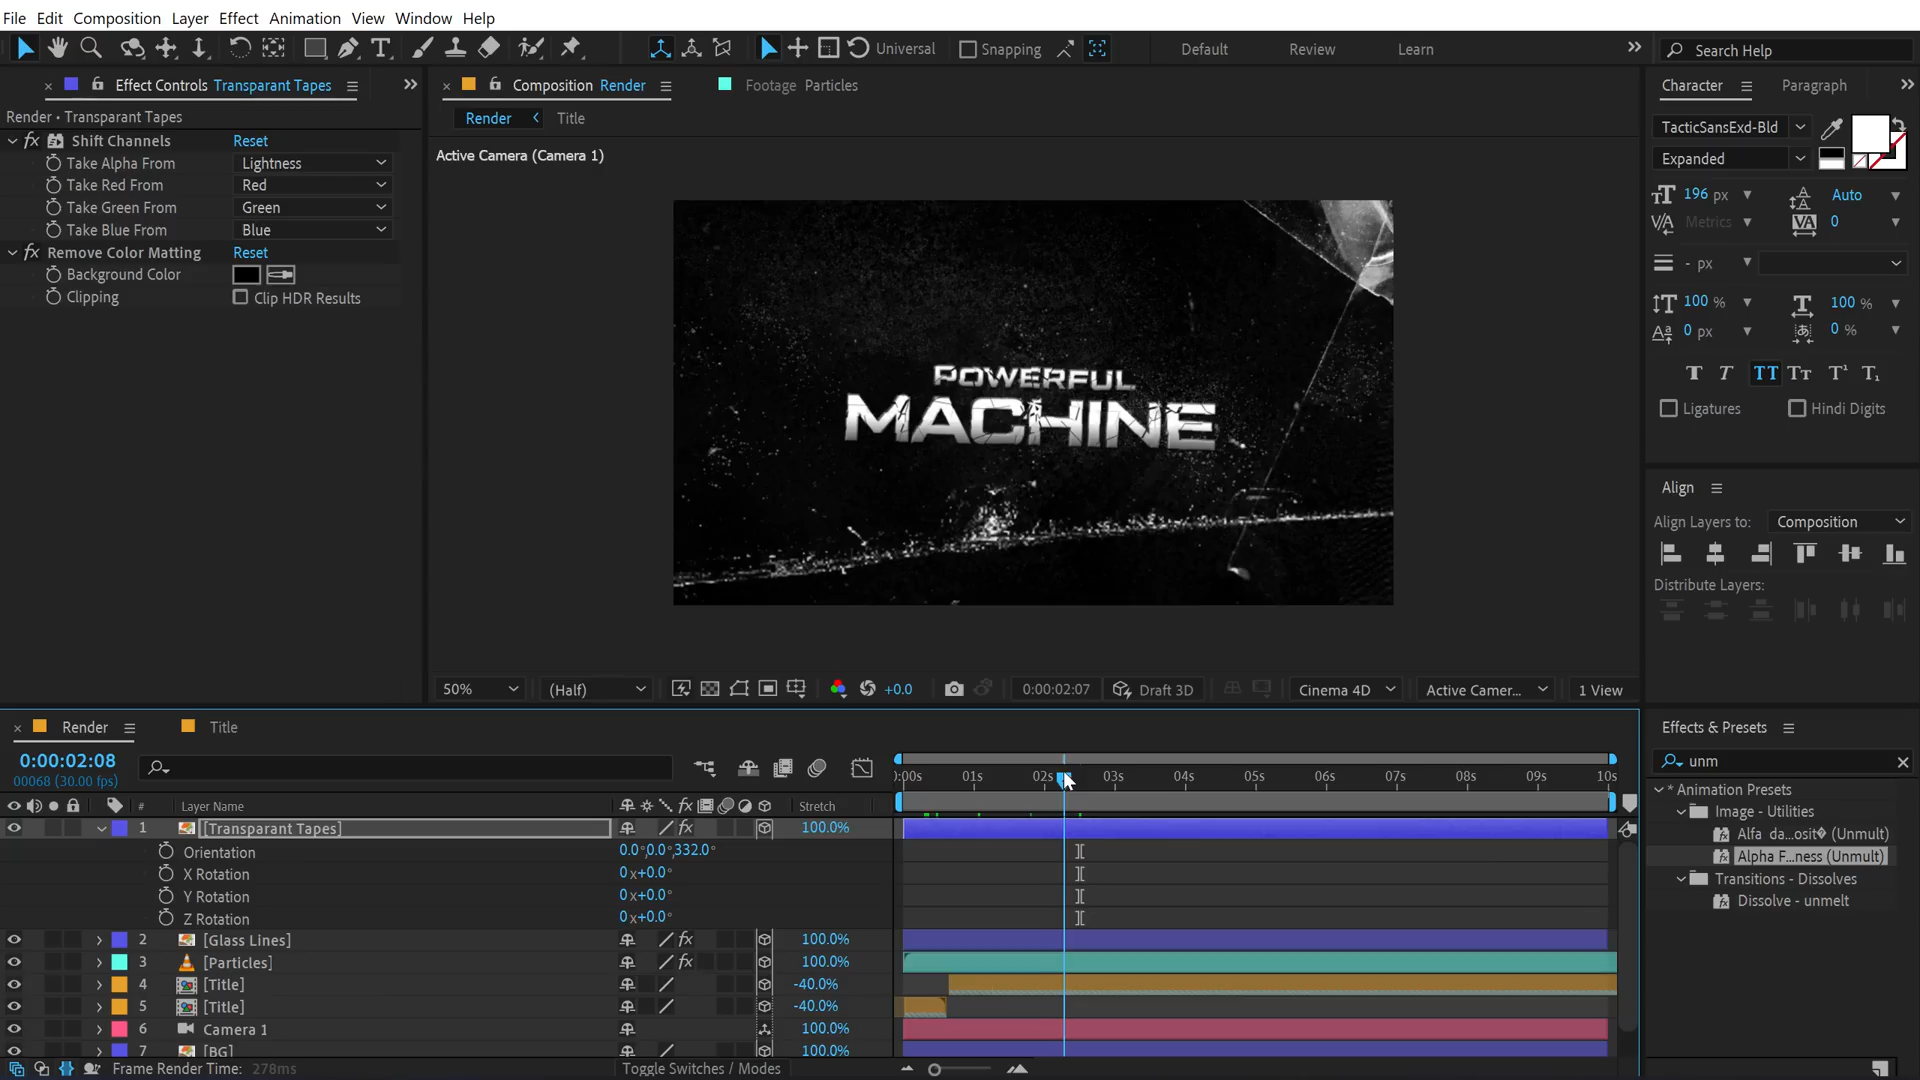 File Edit Composition Layer Effect Animation View Window Help
Universal Snapping Default Review Learn Search Help
Effect Controls Transparant Tapes
Render • Transparant Tapes
fx Shift Channels Reset
Take Alpha From Lightness
Take Red From Red
Take Green From Green
Take Blue From Blue
fx Remove Color Matting Reset
Background Color
Clipping Clip HDR Results
Composition Render Footage Particles
Render Title
Active Camera (Camera 1)
POWERFUL
MACHINE
50% (Half) +0.0 0:00:02:07 Draft 3D Cinema 4D Active Camer... 1 View
Character Paragraph
TacticSansExd-Bld
Expanded
196 px Auto
Metrics 0
- px
100 % 100 %
0 px 0 %
Ligatures Hindi Digits
Align
Align Layers to: Composition
Distribute Layers:
Render Title
0:00:02:08
00068 (30.00 fps)
:00s 01s 02s 03s 04s 05s 06s 07s 08s 09s 10s
# Layer Name fx Stretch
1 [Transparant Tapes] fx 100.0%
Orientation 0.0°,0.0°,332.0°
X Rotation 0x+0.0°
Y Rotation 0x+0.0°
Z Rotation 0x+0.0°
2 [Glass Lines] fx 100.0%
3 [Particles] fx 100.0%
4 [Title] -40.0%
5 [Title] -40.0%
6 Camera 1 100.0%
7 [BG] 100.0%
Frame Render Time: 278ms Toggle Switches / Modes
Effects & Presets
unm
* Animation Presets
Image - Utilities
Alfa da...osit� (Unmult)
Alpha F...ness (Unmult)
Transitions - Dissolves
Dissolve - unmelt